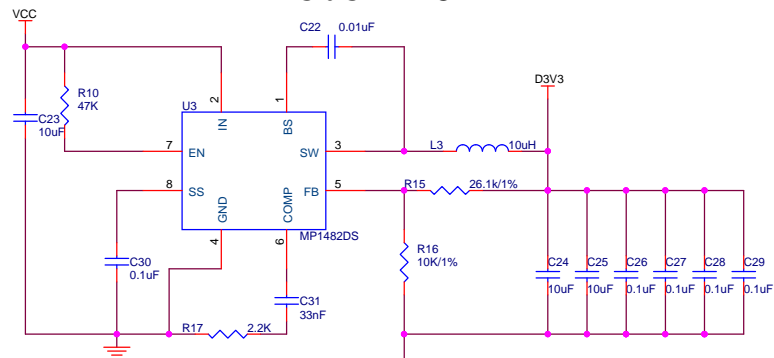 VCC
C22 0.01uF
D3V3
R10
47K
C23
10uF
U3
2
1
IN
BS
7
EN
SW
3
L3
10uH
8
SS
FB
5
R15
26.1k/1%
GND
COMP
4
6
MP1482DS
R16
10K/1%
C30
0.1uF
C31
33nF
R17
2.2K
C24
10uF
C25
10uF
C26
0.1uF
C27
0.1uF
C28
0.1uF
C29
0.1uF